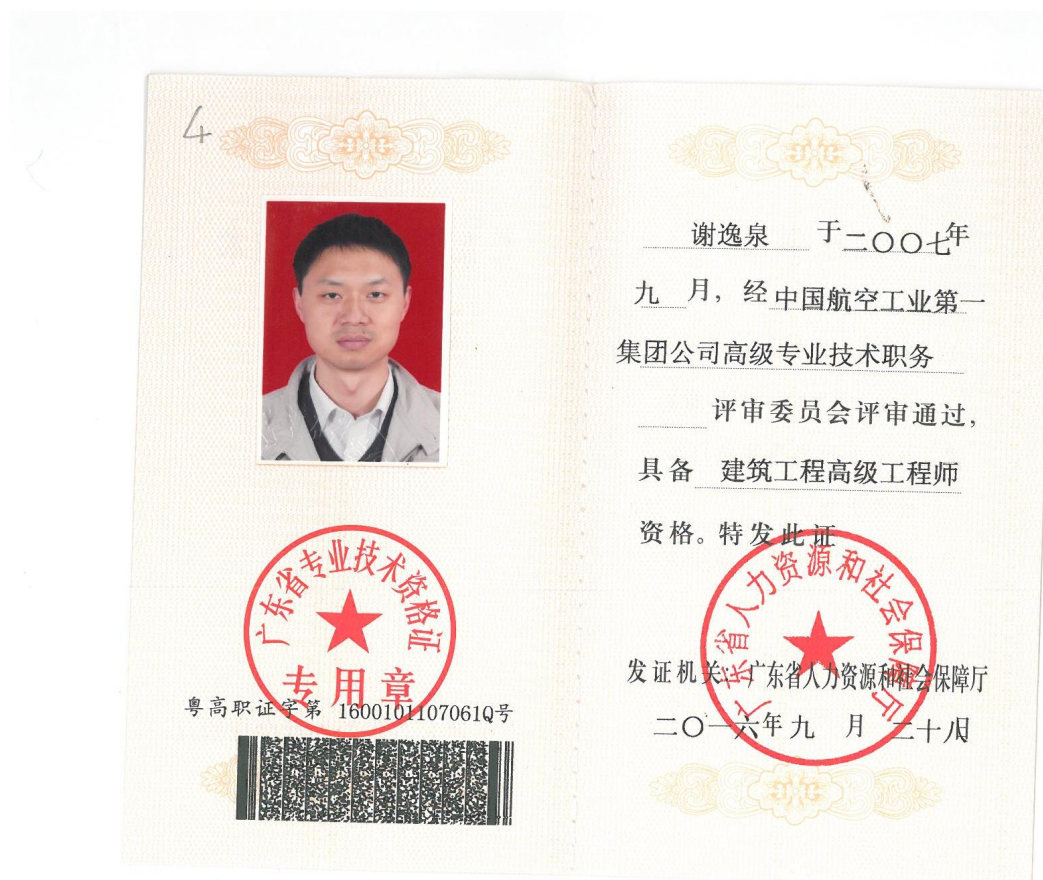 4
广东省专业技术资格证
专用章
粤高职证字第 1600101107061Q号
谢逸泉 于二〇〇七年
九月，经中国航空工业第一
集团公司高级专业技术职务
评审委员会评审通过，
具备 建筑工程高级工程师
资格。特发此证
广东省人力资源和社会保障厅
发证机关：广东省人力资源和社会保障厅
二〇一六年九月二十八日